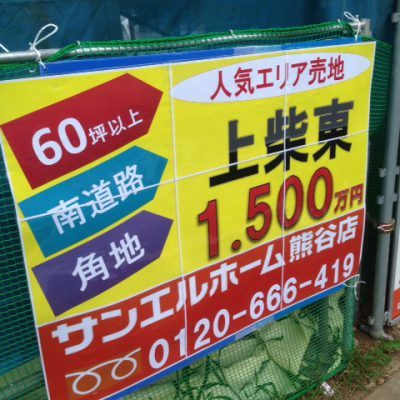 人気エリア売地
60坪以上
南道路
角地
上柴東
1.500万円
サンエルホーム熊谷店
0120-666-419